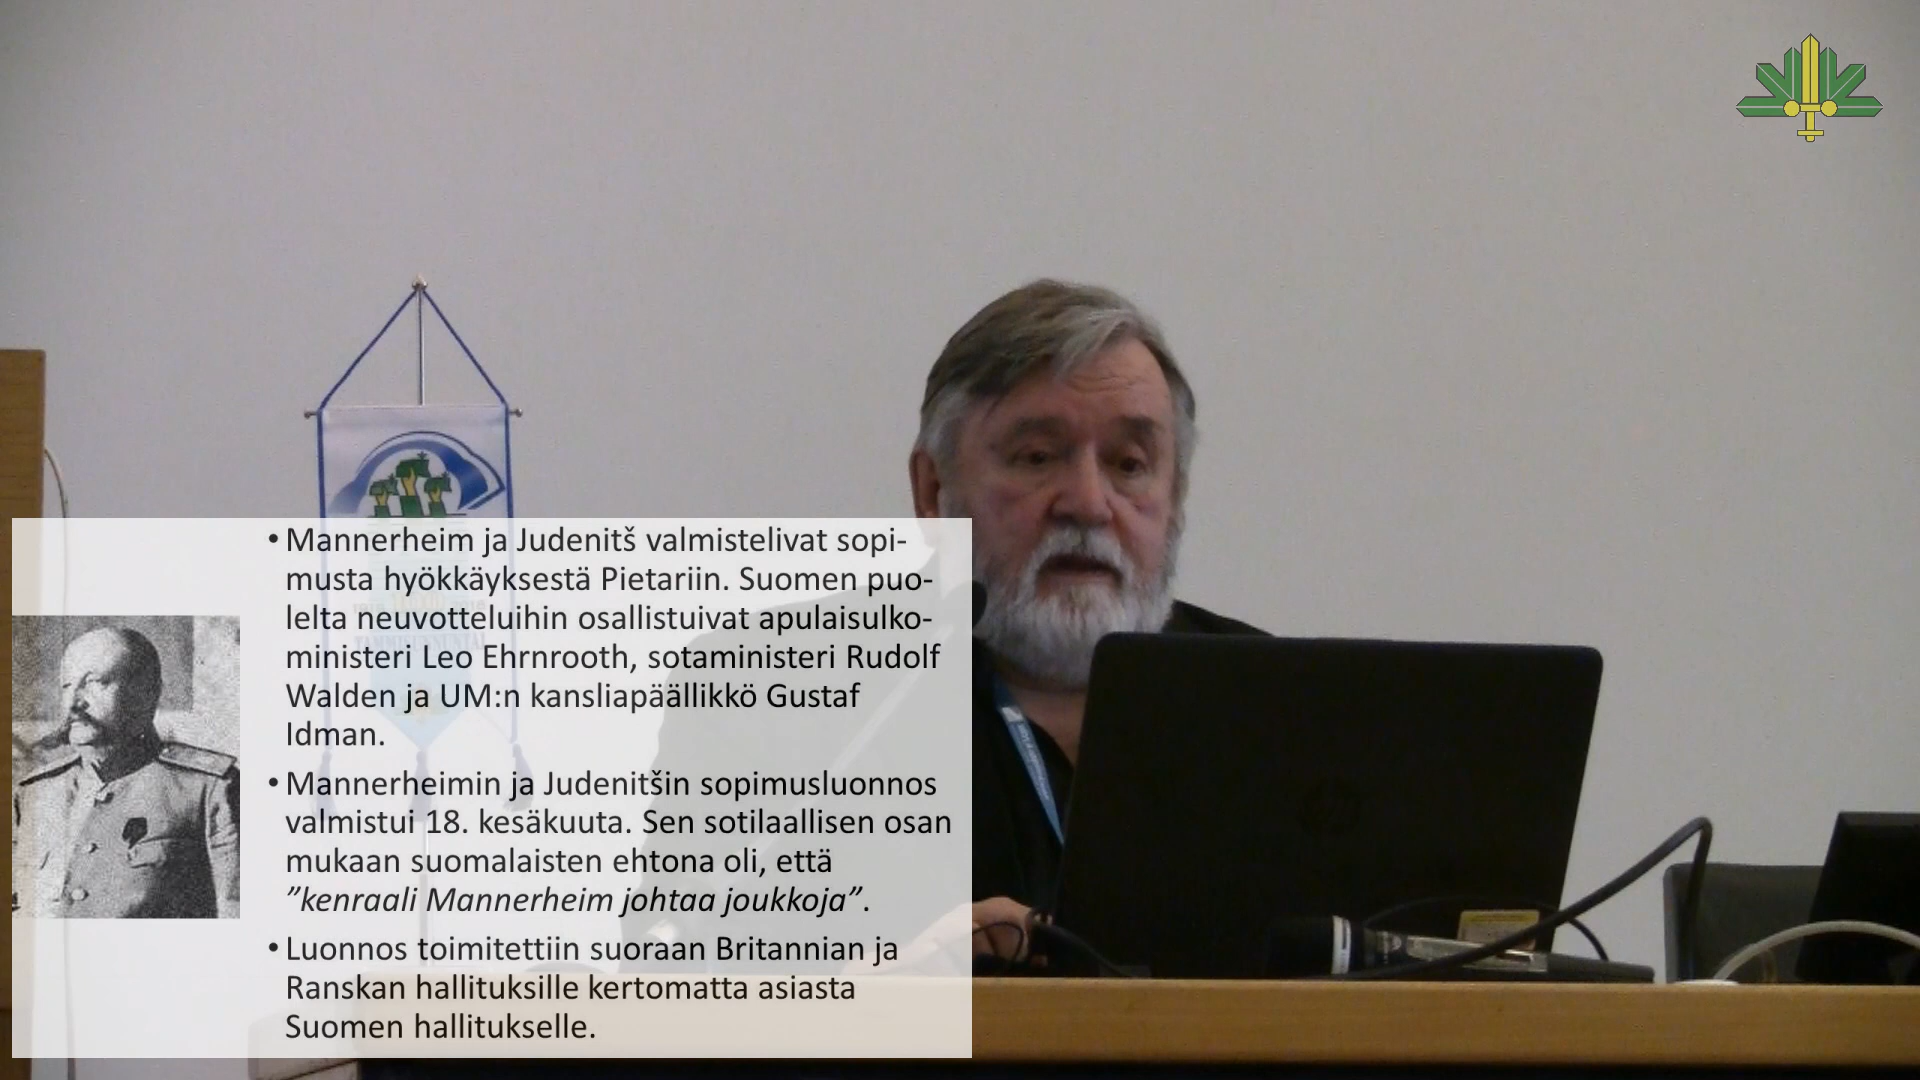 • Mannerheim ja Judenitš valmistelivat sopi-
musta hyökkäyksestä Pietariin. Suomen puo-
lelta neuvotteluihin osallistuivat apulaisulko-
ministeri Leo Ehrnrooth, sotaministeri Rudolf
Walden ja UM:n kansliapäällikkö Gustaf
Idman.
• Mannerheimin ja Judenitšin sopimusluonnos
valmistui 18. kesäkuuta. Sen sotilaallisen osan
mukaan suomalaisten ehtona oli, että
”kenraali Mannerheim johtaa joukkoja”.
• Luonnos toimitettiin suoraan Britannian ja
Ranskan hallituksille kertomatta asiasta
Suomen hallitukselle.